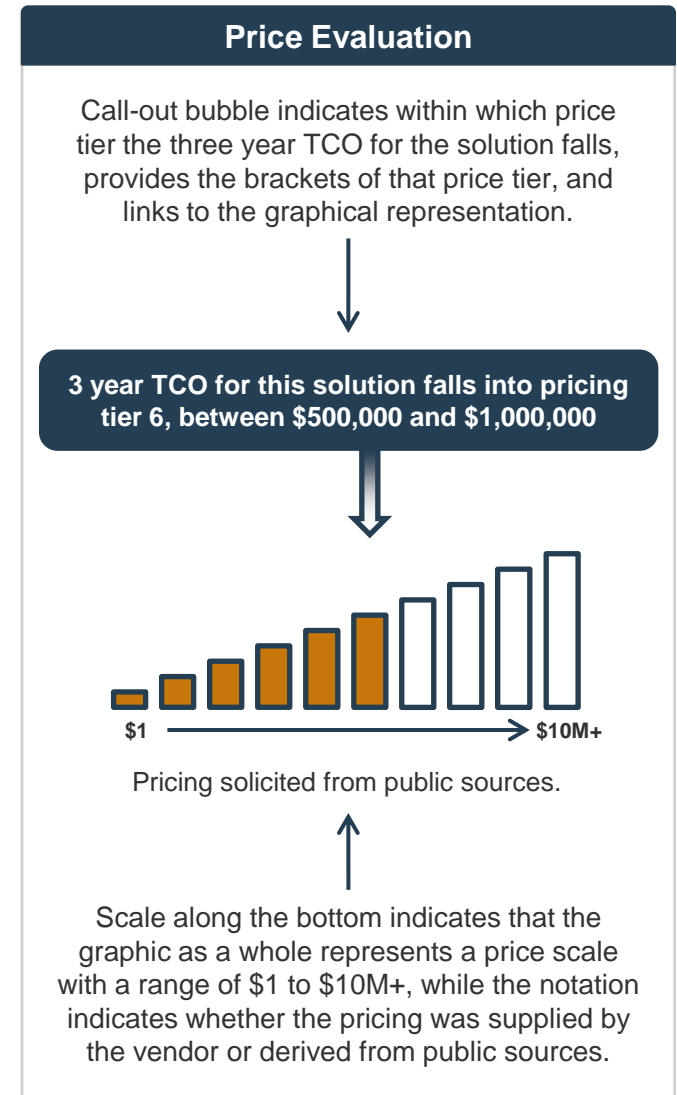 Price Evaluation
Call-out bubble indicates within which price
tier the three year TCO for the solution falls,
provides the brackets of that price tier, and
links to the graphical representation.
3 year TCO for this solution falls into pricing
tier 6, between $500,000 and $1,000,000
$1 $10M+
Pricing solicited from public sources.
Scale along the bottom indicates that the
graphic as a whole represents a price scale
with a range of $1 to $10M+, while the notation
indicates whether the pricing was supplied by
the vendor or derived from public sources.